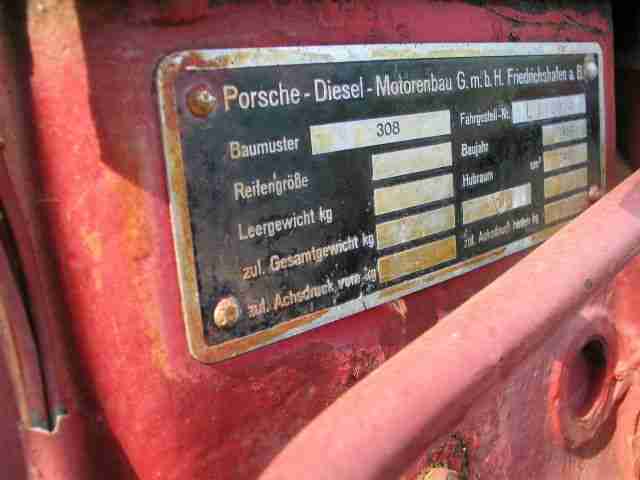 Porsche - Diesel - Motorenbau G.m.b.H. Friedrichshafen a. B.
Baumuster 308 Fahrgestell-Nr.
Reifengröße Baujahr
Leergewicht kg Hubraum cm³
zul. Gesamtgewicht kg
zul. Achsdruck vorn kg zul. Achsdruck hinten kg